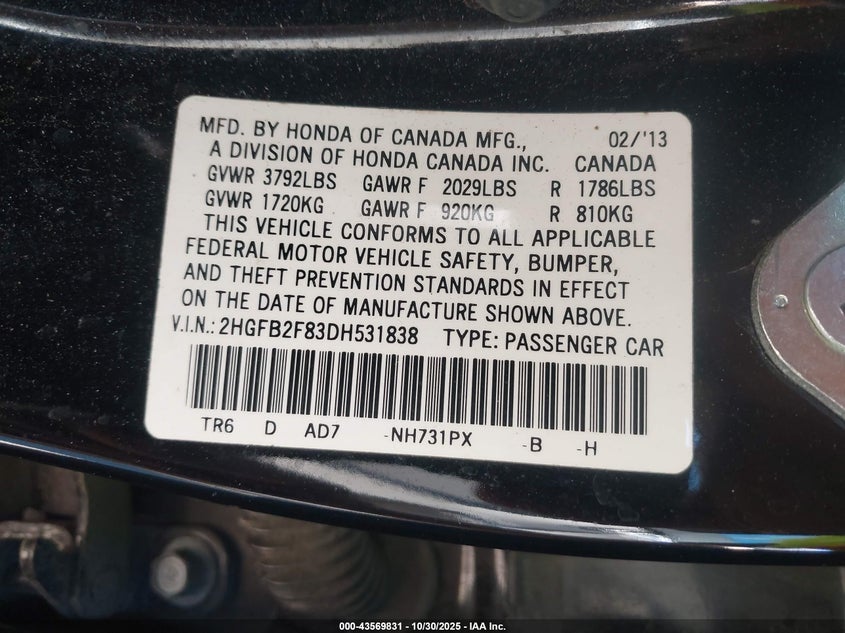 MFD. BY HONDA OF CANADA MFG., 02/'13
A DIVISION OF HONDA CANADA INC. CANADA
GVWR 3792LBS GAWR F 2029LBS R 1786LBS
GVWR 1720KG GAWR F 920KG R 810KG
THIS VEHICLE CONFORMS TO ALL APPLICABLE
FEDERAL MOTOR VEHICLE SAFETY, BUMPER,
AND THEFT PREVENTION STANDARDS IN EFFECT
ON THE DATE OF MANUFACTURE SHOWN ABOVE.
V.I.N.: 2HGFB2F83DH531838 TYPE: PASSENGER CAR
TR6 D AD7 -NH731PX -B -H
000-43569831 - 10/30/2025 - IAA Inc.